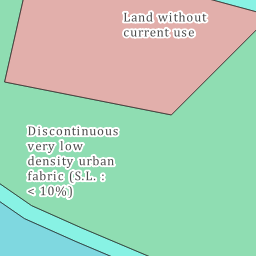 Land without
current use
Discontinuous
very low
density urban
fabric (S.L. :
< 10%)